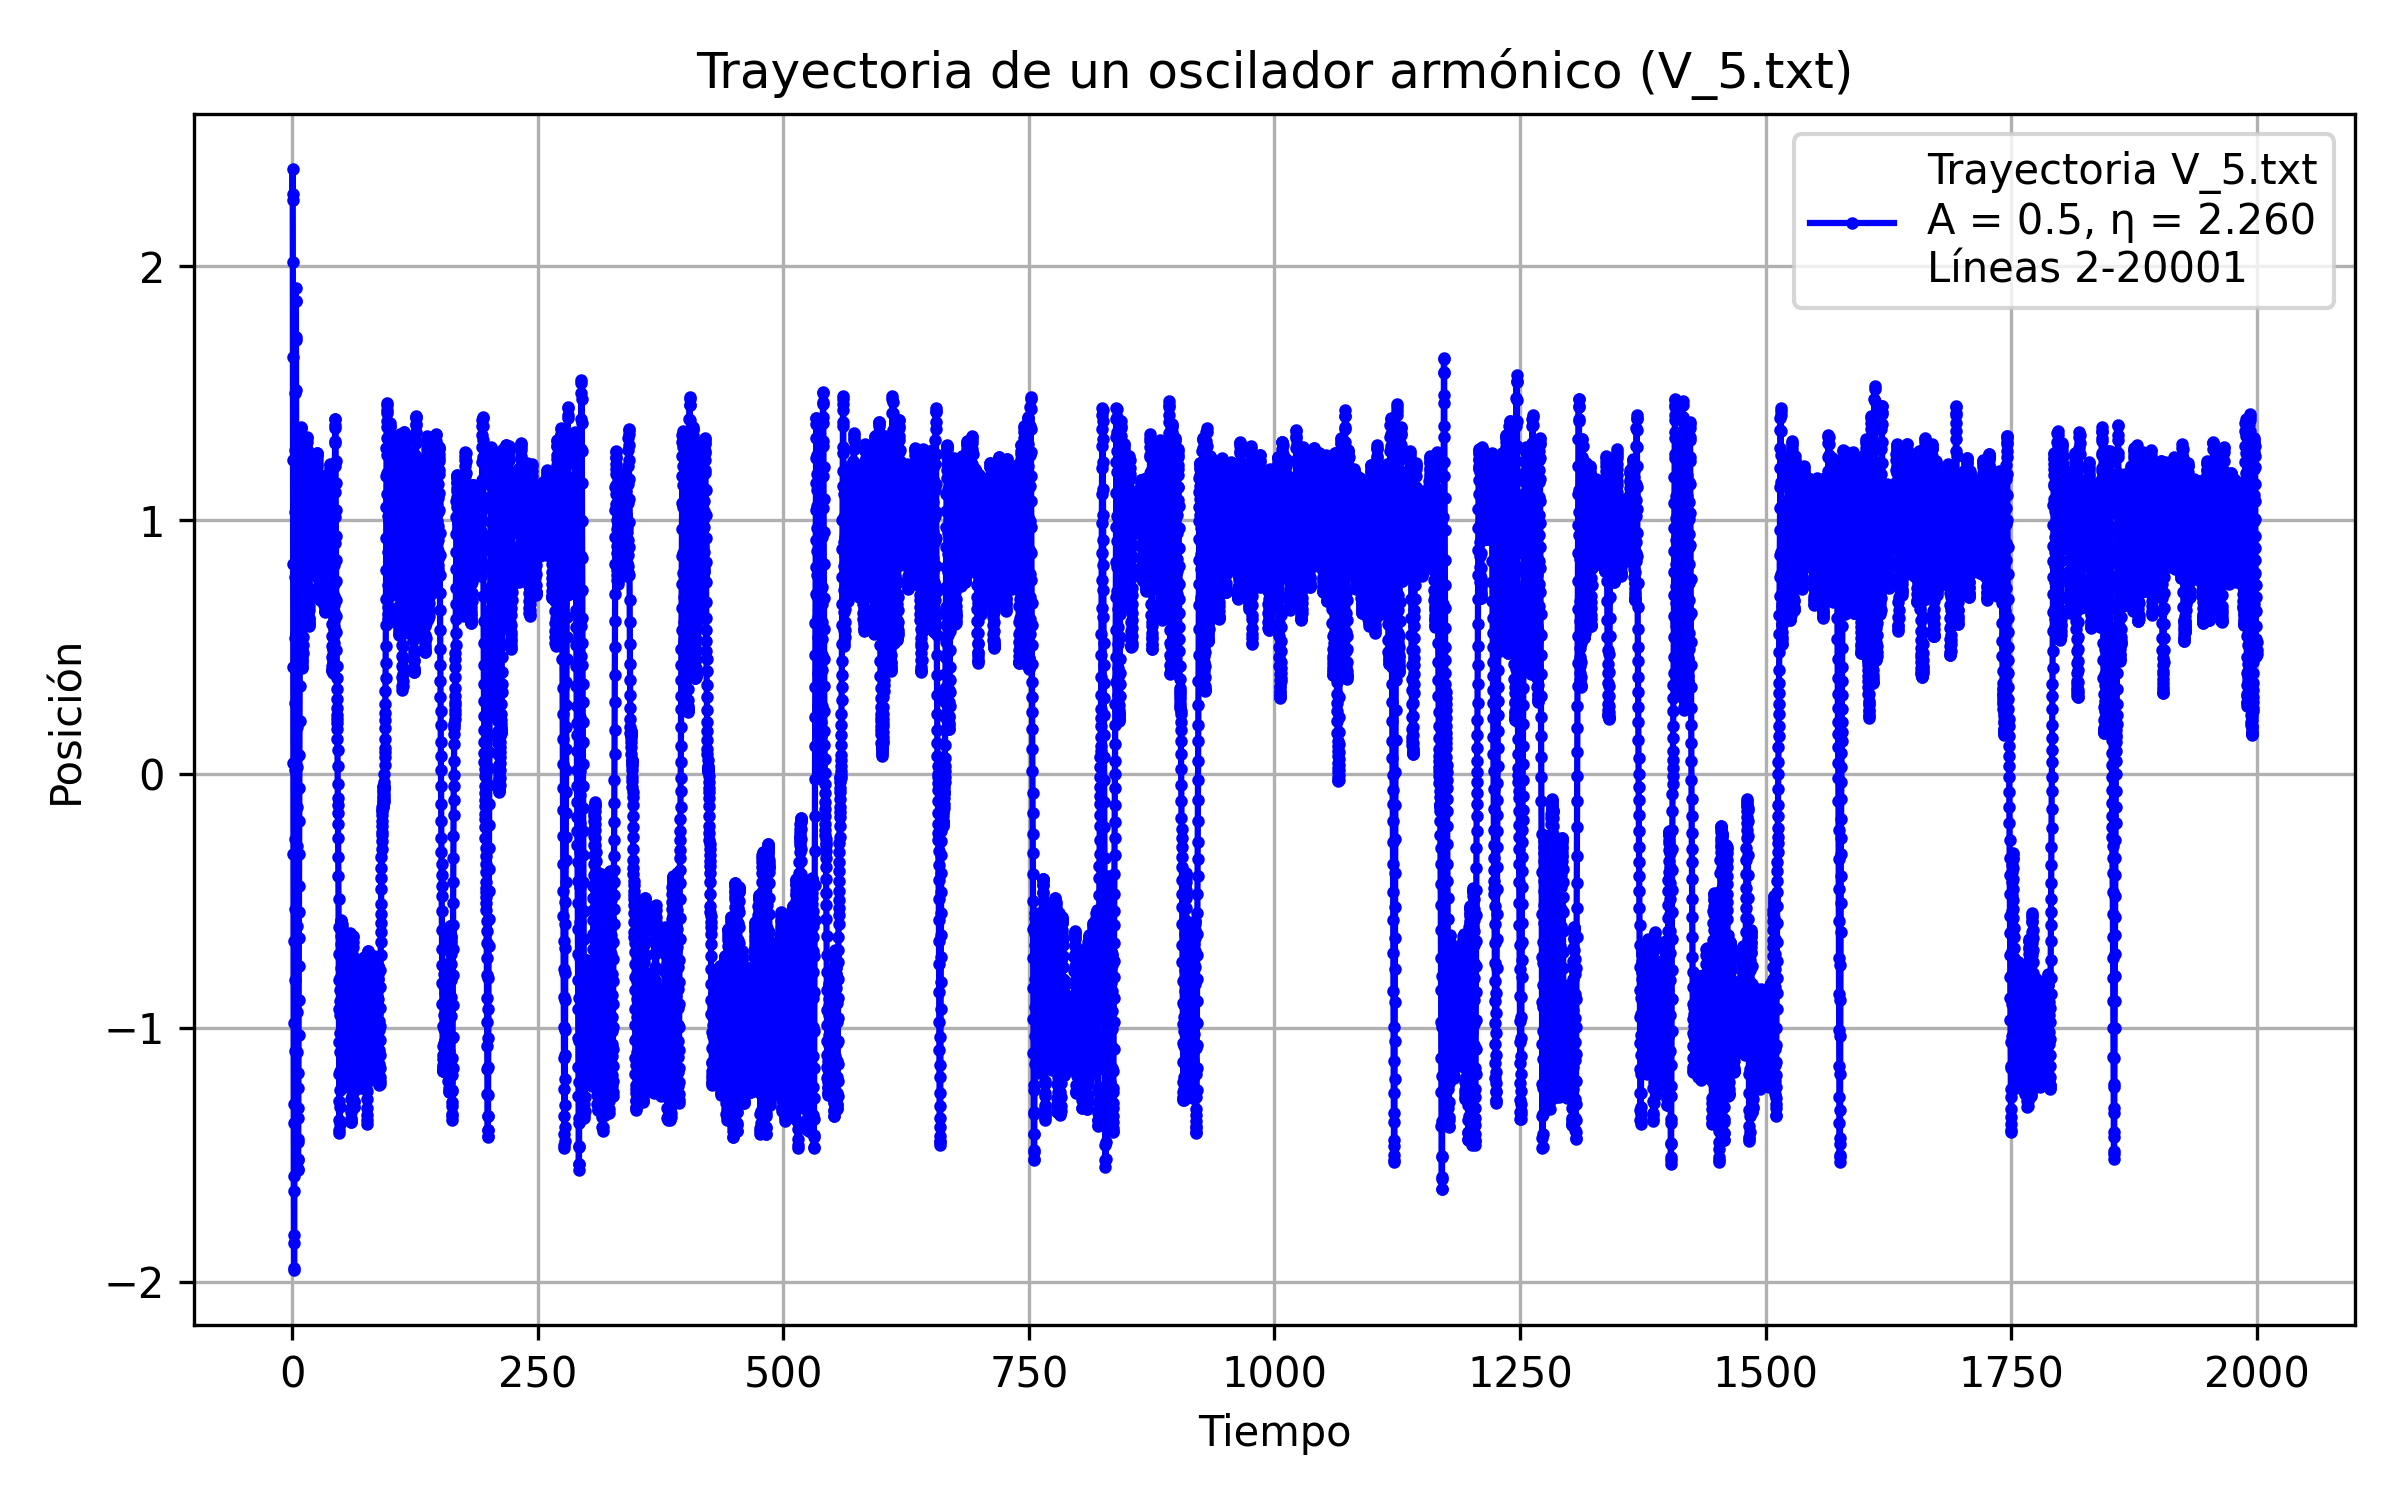 Trayectoria de un oscilador armónico (V_5.txt)
Trayectoria V_5.txt
A = 0.5, η = 2.260
Líneas 2-20001
2
1
0
−1
−2
Posición
0 250 500 750 1000 1250 1500 1750 2000
Tiempo